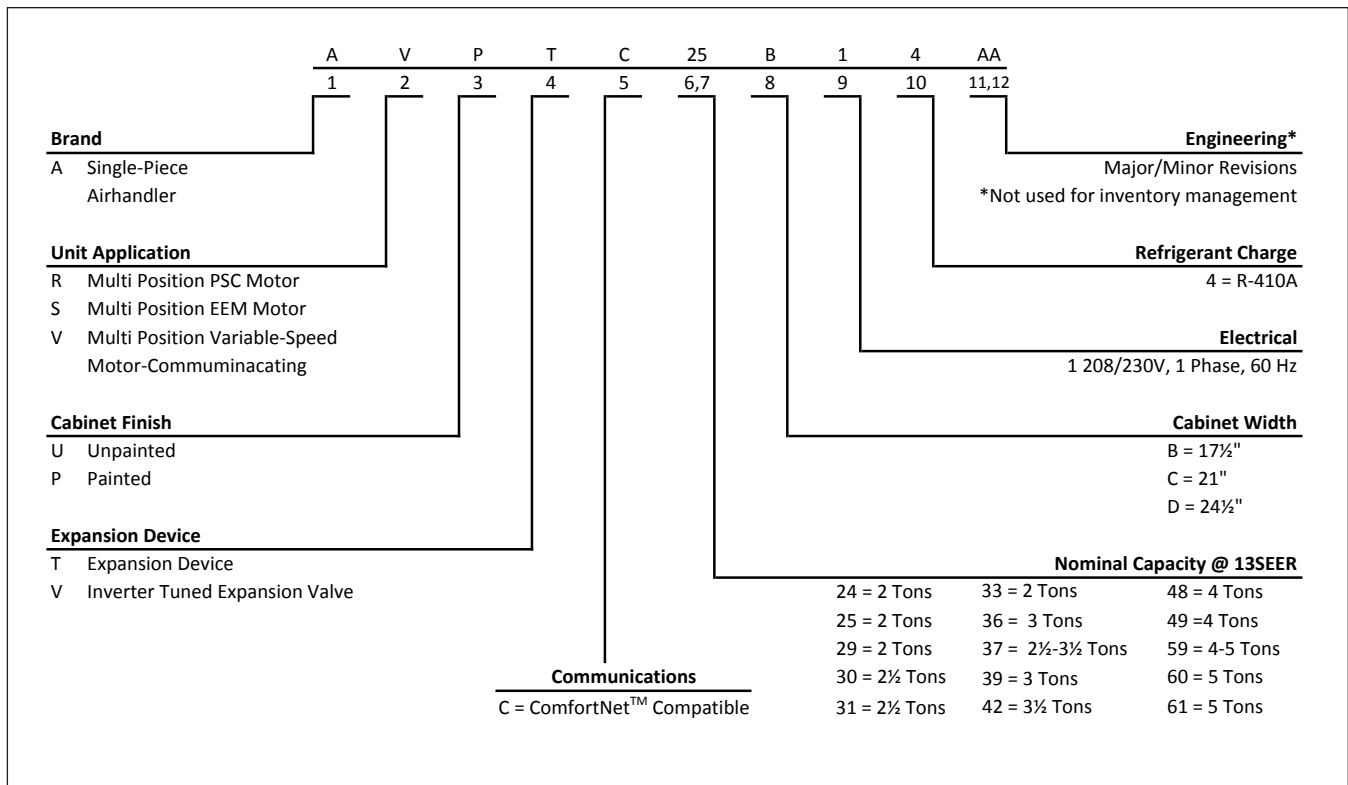 A V P T C 25 B 1 4 AA
1 2 3 4 5 6,7 8 9 10 11,12
Brand
A Single-Piece
Airhandler
Unit Application
R Multi Position PSC Motor
S Multi Position EEM Motor
V Multi Position Variable-Speed
Motor-Commuminacating
Cabinet Finish
U Unpainted
P Painted
Expansion Device
T Expansion Device
V Inverter Tuned Expansion Valve
Communications
C = ComfortNet™ Compatible
Engineering*
Major/Minor Revisions
*Not used for inventory management
Refrigerant Charge
4 = R-410A
Electrical
1 208/230V, 1 Phase, 60 Hz
Cabinet Width
B = 17½"
C = 21"
D = 24½"
Nominal Capacity @ 13SEER
24 = 2 Tons 33 = 2 Tons 48 = 4 Tons
25 = 2 Tons 36 = 3 Tons 49 =4 Tons
29 = 2 Tons 37 = 2½-3½ Tons 59 = 4-5 Tons
30 = 2½ Tons 39 = 3 Tons 60 = 5 Tons
31 = 2½ Tons 42 = 3½ Tons 61 = 5 Tons